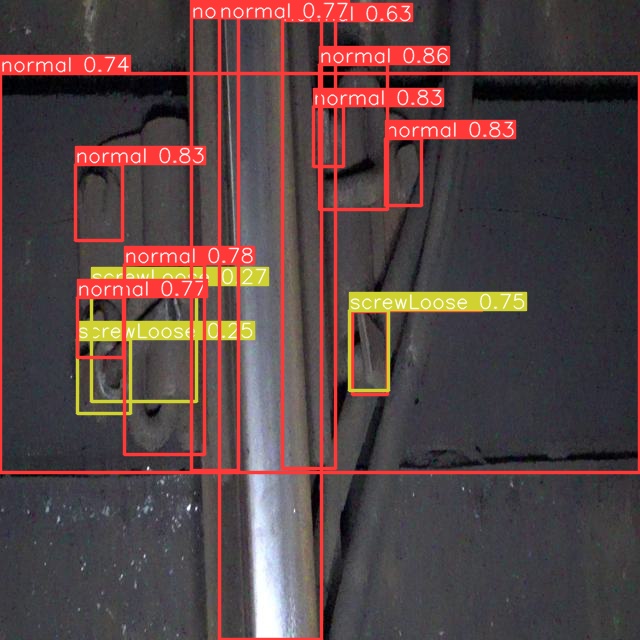 no
normal 0.77
0.63
normal 0.86
normal 0.74
normal 0.83
normal 0.83
normal 0.83
normal 0.78
screwLoose 0.27
normal 0.77
screwLoose 0.75
screwLoose 0.25